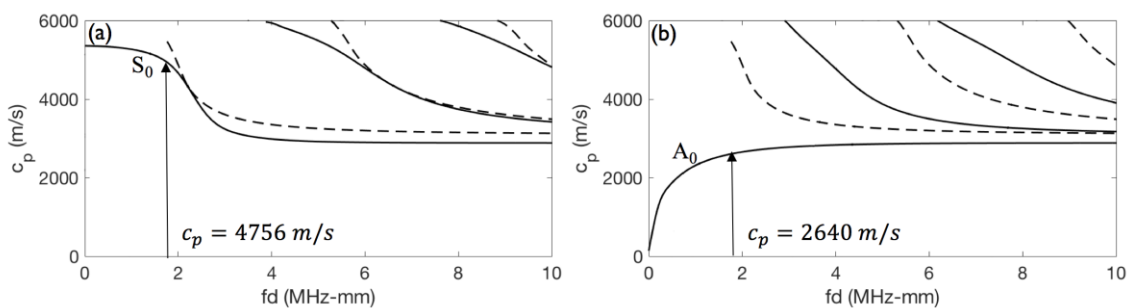 (a)
6000
4000
2000
0
c_p (m/s)
S₀
c_p = 4756 m/s
0 2 4 6 8 10
fd (MHz-mm)
(b)
6000
4000
2000
0
c_p (m/s)
A₀
c_p = 2640 m/s
0 2 4 6 8 10
fd (MHz-mm)